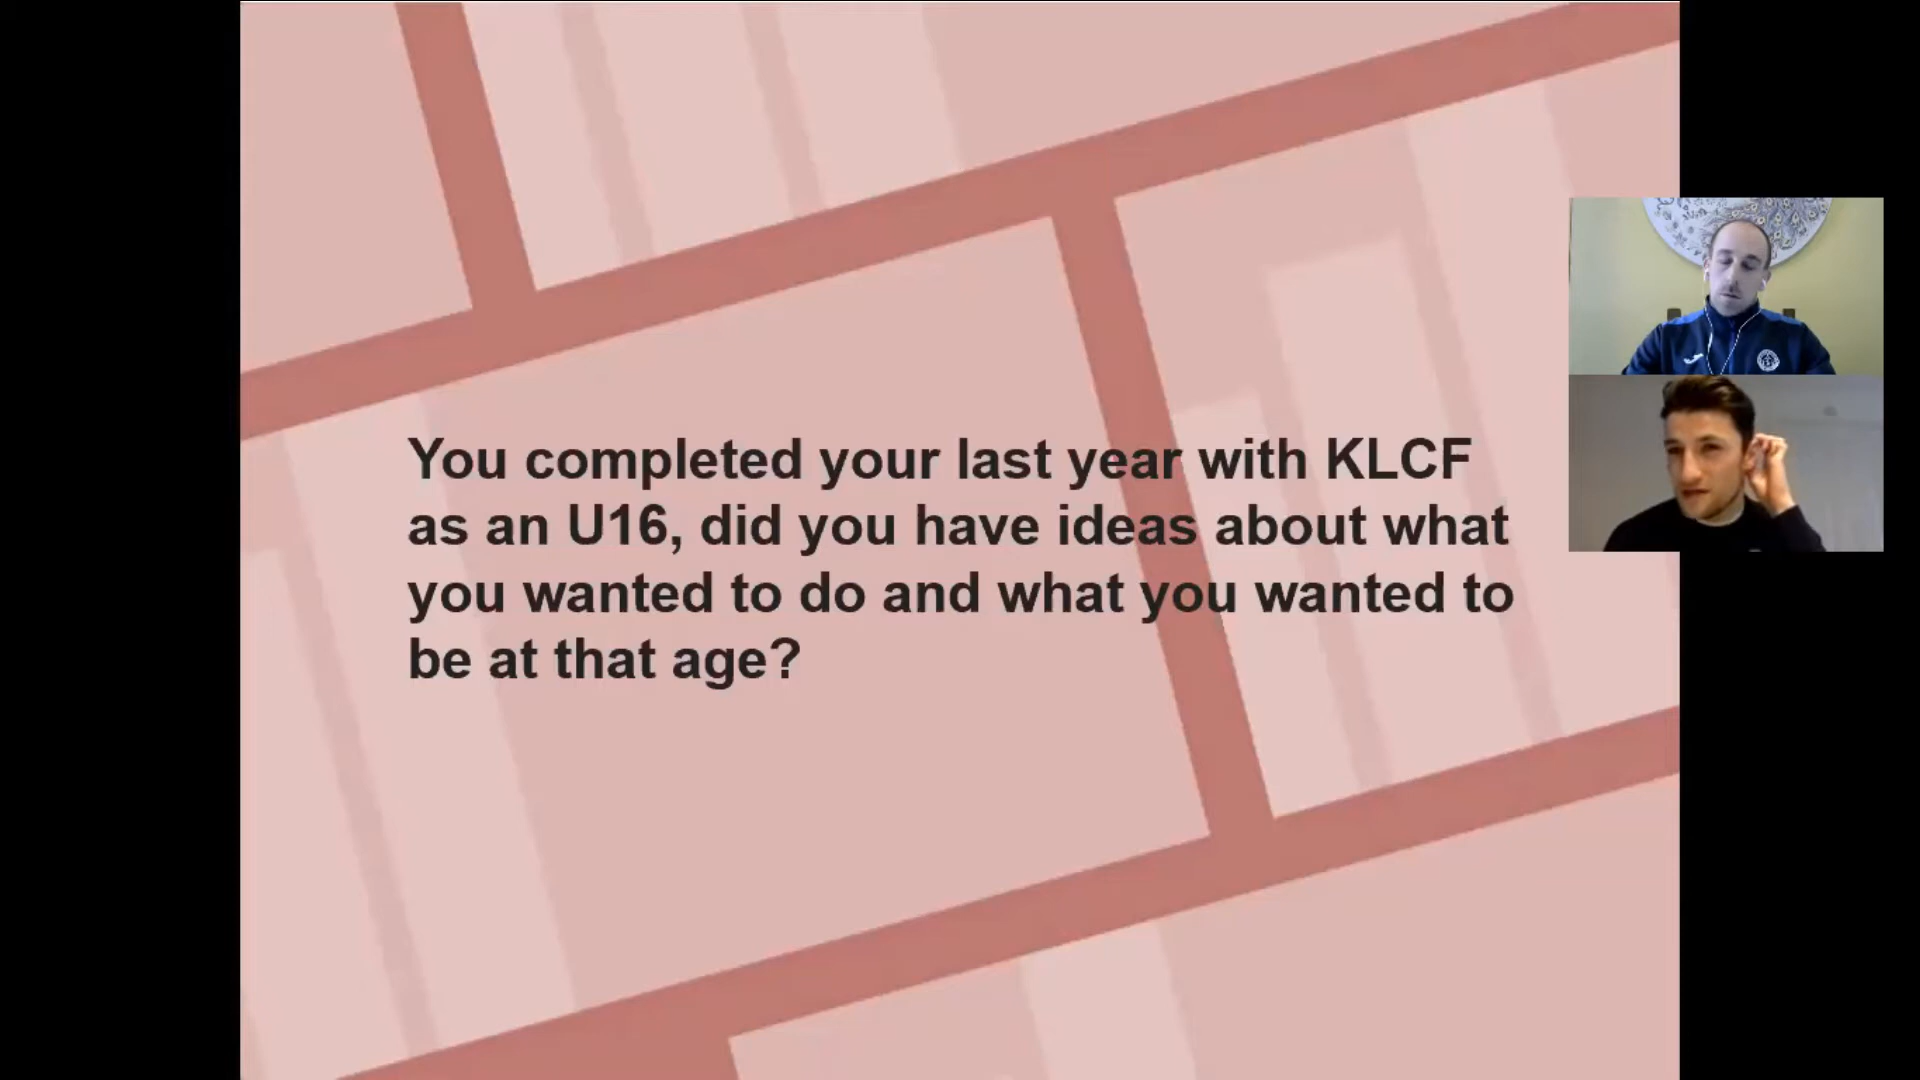 You completed your last year with KLCF
as an U16, did you have ideas about what
you wanted to do and what you wanted to
be at that age?